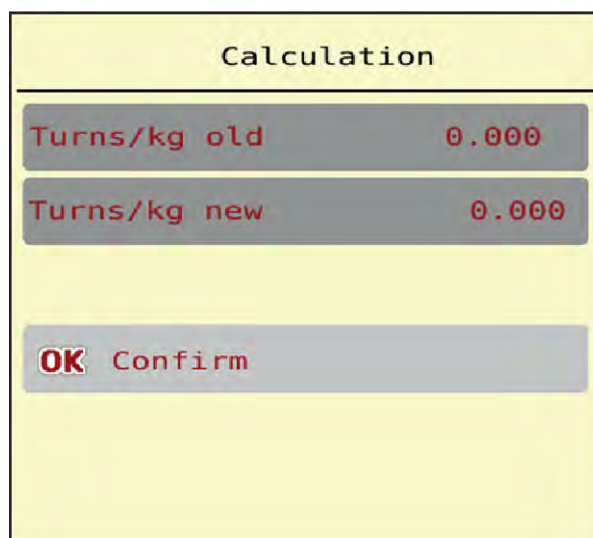 Calculation
Turns/kg old 0.000
Turns/kg new 0.000
OK Confirm